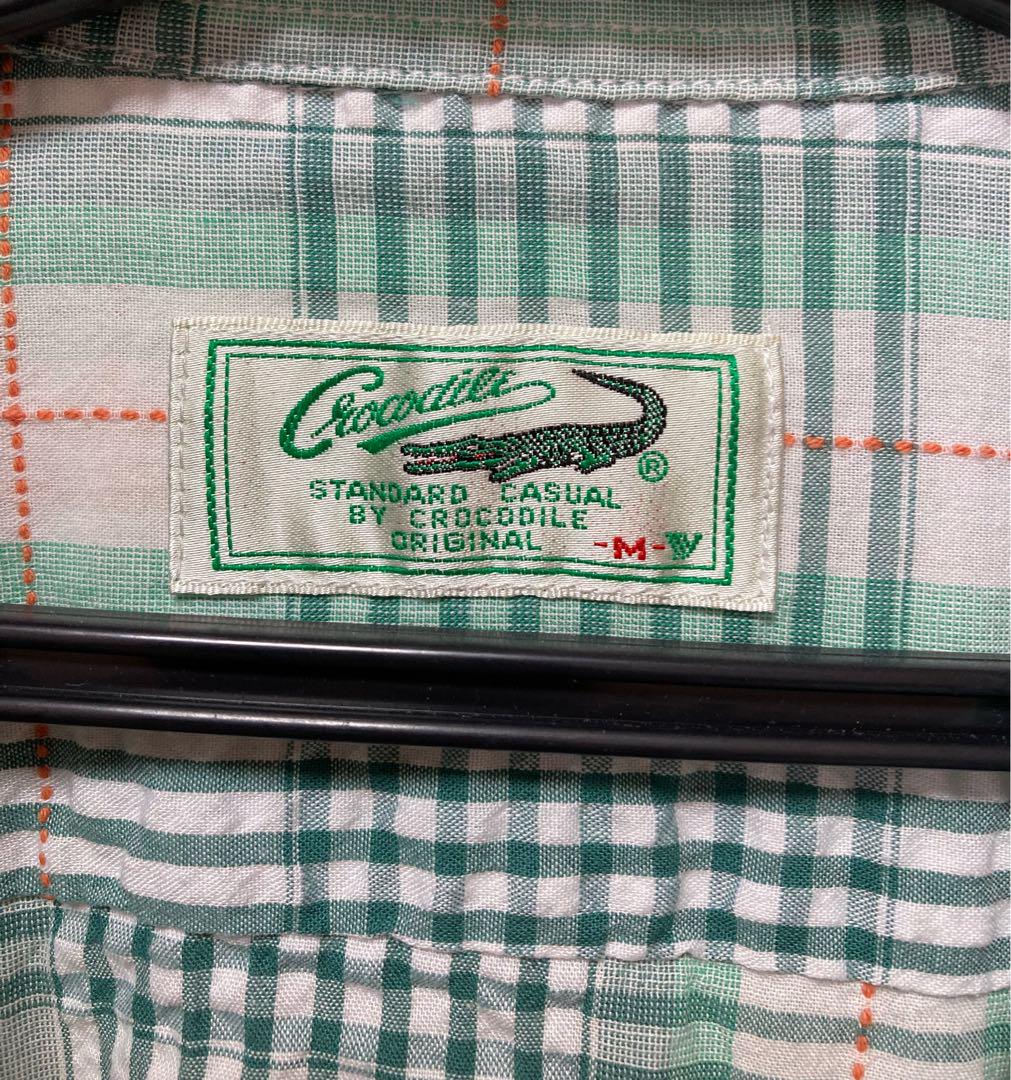 Crocodile
®
STANDARD CASUAL
BY CROCODILE
ORIGINAL -M-